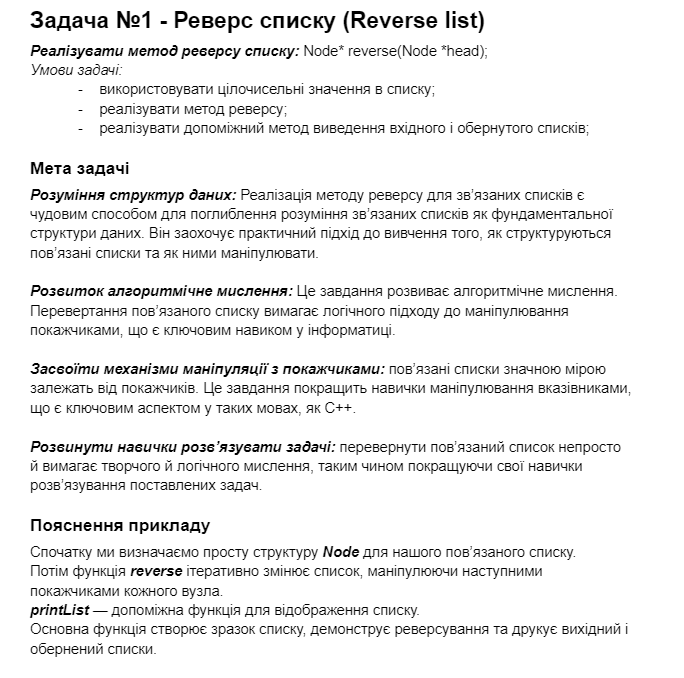 Задача №1 - Реверс списку (Reverse list)
Реалізувати метод реверсу списку: Node* reverse(Node *head);
Умови задачі:
- використовувати цілочисельні значення в списку;
- реалізувати метод реверсу;
- реалізувати допоміжний метод виведення вхідного і обернутого списків;
Мета задачі
Розуміння структур даних: Реалізація методу реверсу для зв’язаних списків є
чудовим способом для поглиблення розуміння зв’язаних списків як фундаментальної
структури даних. Він заохочує практичний підхід до вивчення того, як структуруються
пов’язані списки та як ними маніпулювати.
Розвиток алгоритмічне мислення: Це завдання розвиває алгоритмічне мислення.
Перевертання пов’язаного списку вимагає логічного підходу до маніпулювання
покажчиками, що є ключовим навиком у інформатиці.
Засвоїти механізми маніпуляції з покажчиками: пов’язані списки значною мірою
залежать від покажчиків. Це завдання покращить навички маніпулювання вказівниками,
що є ключовим аспектом у таких мовах, як C++.
Розвинути навички розв’язувати задачі: перевернути пов’язаний список непросто
й вимагає творчого й логічного мислення, таким чином покращуючи свої навички
розв’язування поставлених задач.
Пояснення прикладу
Спочатку ми визначаємо просту структуру Node для нашого пов’язаного списку.
Потім функція reverse ітеративно змінює список, маніпулюючи наступними
покажчиками кожного вузла.
printList — допоміжна функція для відображення списку.
Основна функція створює зразок списку, демонструє реверсування та друкує вихідний і
обернений списки.